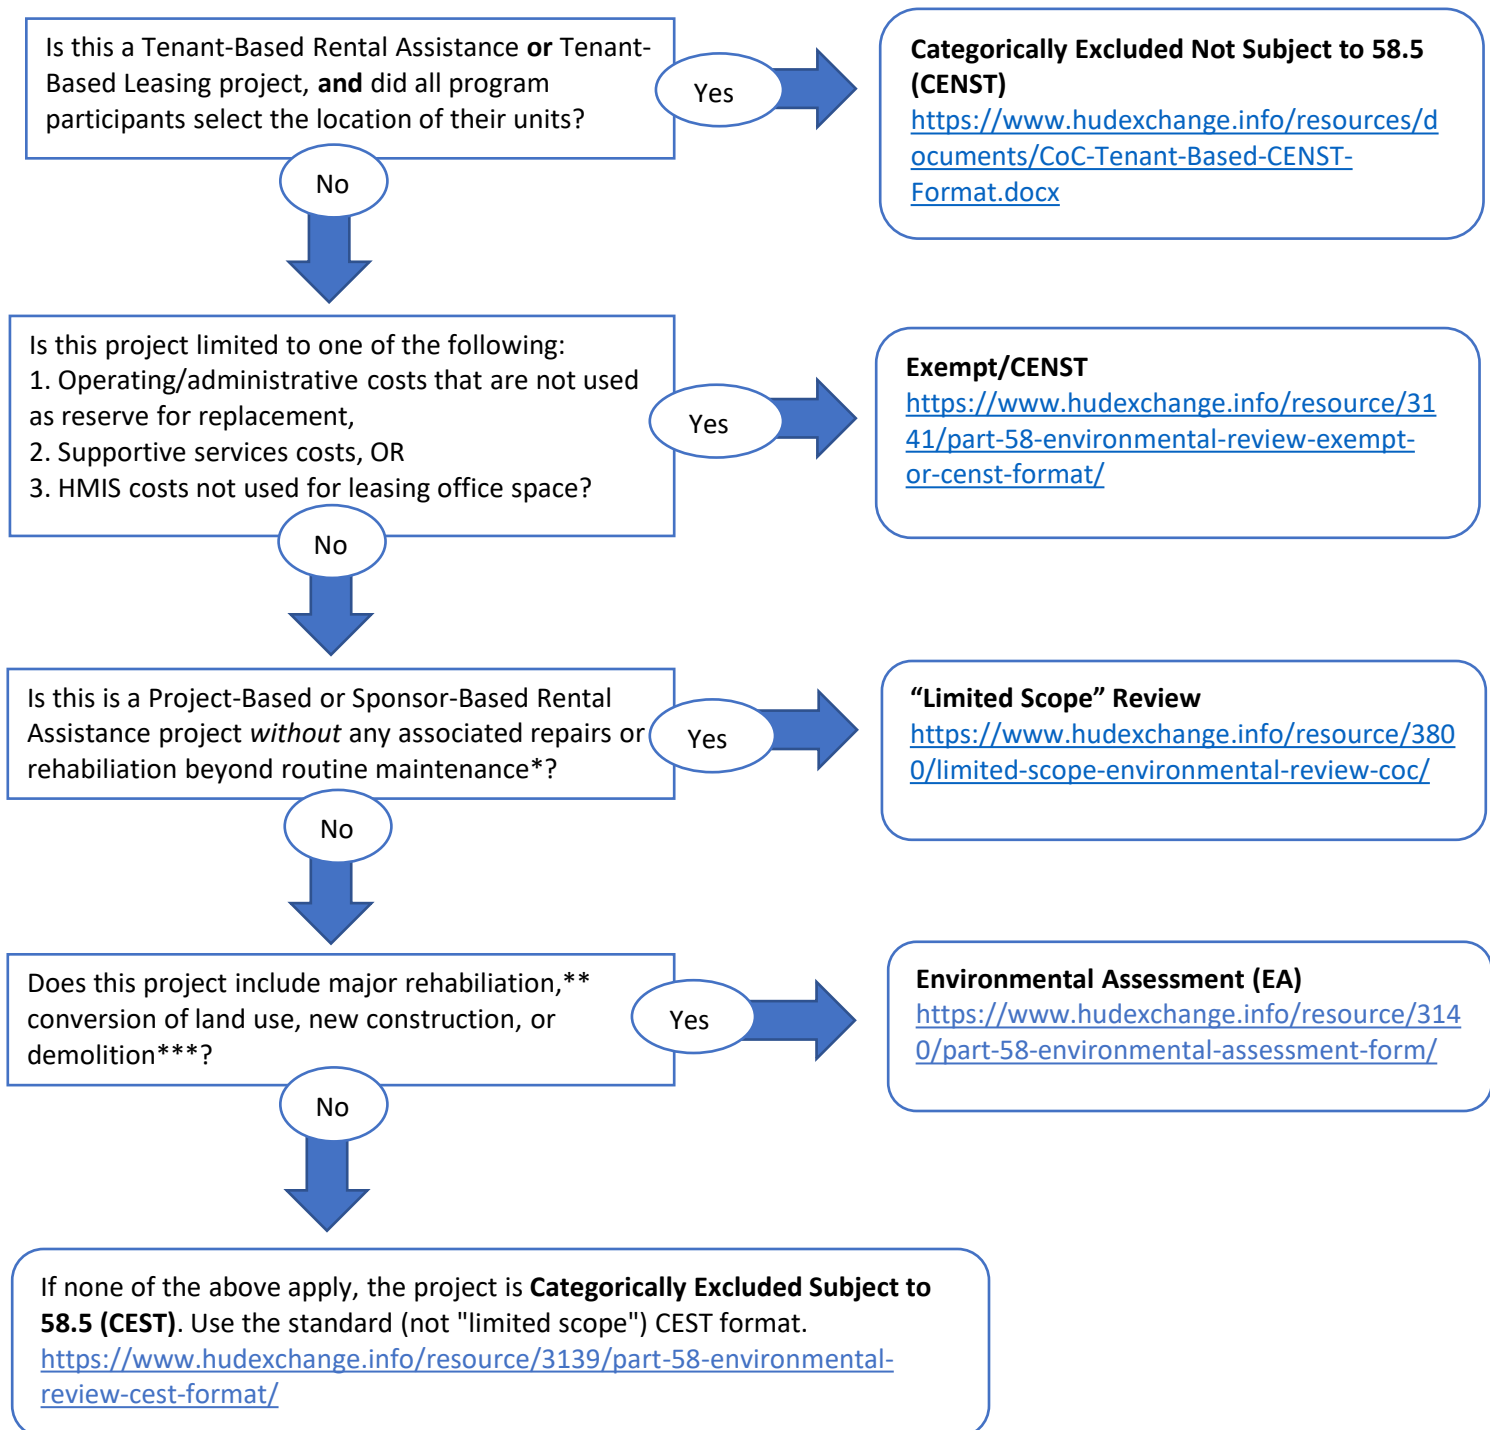 Is this a Tenant-Based Rental Assistance or Tenant-
Based Leasing project, and did all program
participants select the location of their units?
Yes
Categorically Excluded Not Subject to 58.5
(CENST)
https://www.hudexchange.info/resources/d
ocuments/CoC-Tenant-Based-CENST-
Format.docx
No
Is this project limited to one of the following:
1. Operating/administrative costs that are not used
as reserve for replacement,
2. Supportive services costs, OR
3. HMIS costs not used for leasing office space?
Yes
Exempt/CENST
https://www.hudexchange.info/resource/31
41/part-58-environmental-review-exempt-
or-censt-format/
No
Is this is a Project-Based or Sponsor-Based Rental
Assistance project without any associated repairs or
rehabiliation beyond routine maintenance*?
Yes
“Limited Scope” Review
https://www.hudexchange.info/resource/380
0/limited-scope-environmental-review-coc/
No
Does this project include major rehabiliation,**
conversion of land use, new construction, or
demolition***?
Yes
Environmental Assessment (EA)
https://www.hudexchange.info/resource/314
0/part-58-environmental-assessment-form/
No
If none of the above apply, the project is Categorically Excluded Subject to
58.5 (CEST). Use the standard (not "limited scope") CEST format.
https://www.hudexchange.info/resource/3139/part-58-environmental-
review-cest-format/